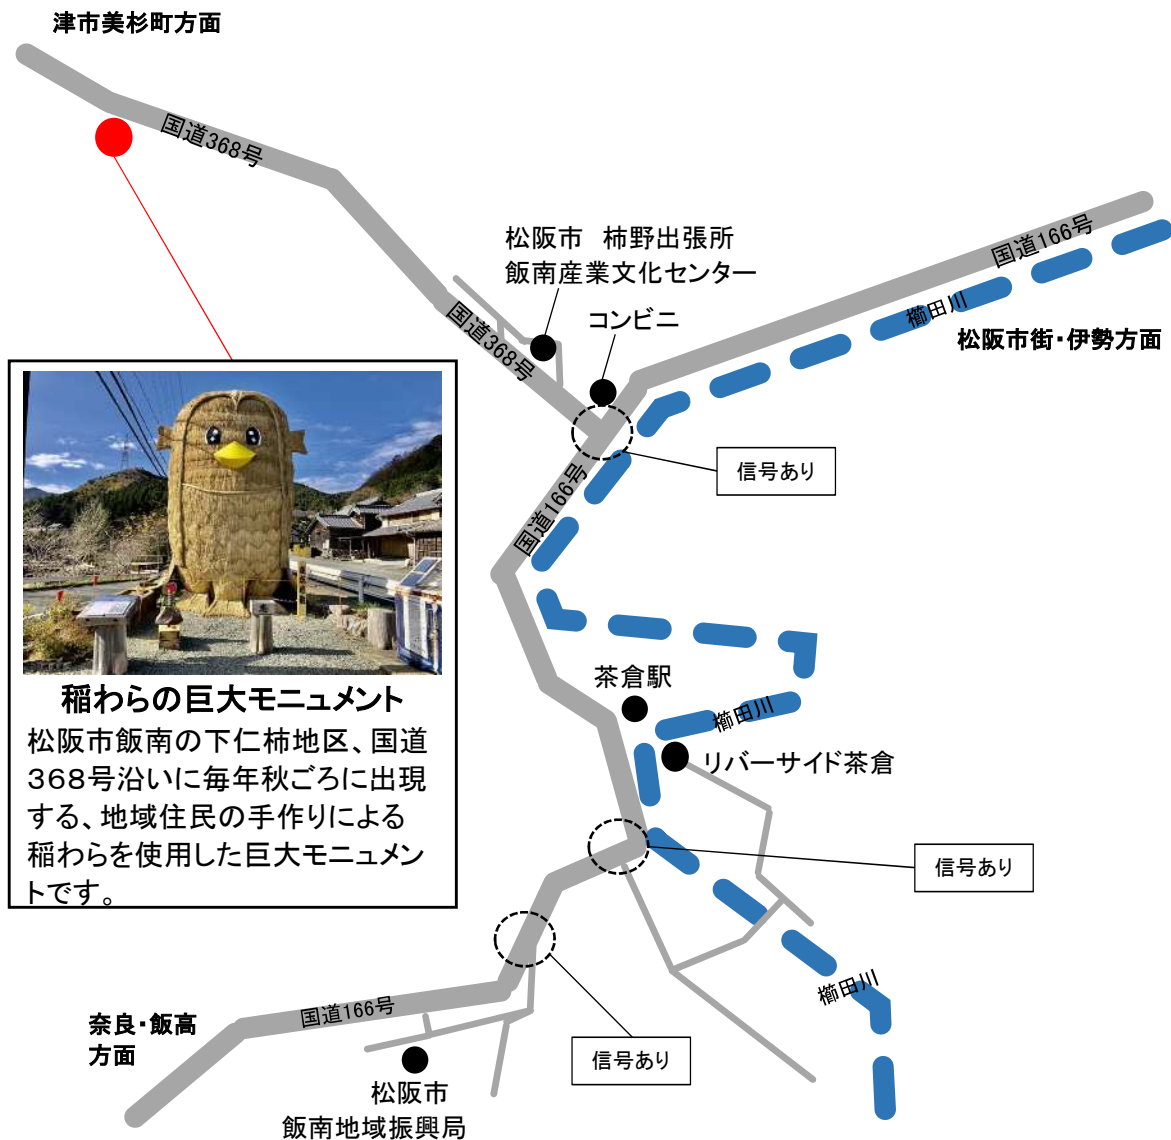 津市美杉町方面
国道368号
松阪市　柿野出張所
飯南産業文化センター
国道166号
櫛田川
コンビニ
国道368号
松阪市街・伊勢方面
信号あり
国道166号
稲わらの巨大モニュメント
松阪市飯南の下仁柿地区、国道
３６８号沿いに毎年秋ごろに出現
する、地域住民の手作りによる
稲わらを使用した巨大モニュメン
トです。
茶倉駅
櫛田川
リバーサイド茶倉
信号あり
櫛田川
国道166号
奈良・飯高
方面
信号あり
松阪市
飯南地域振興局